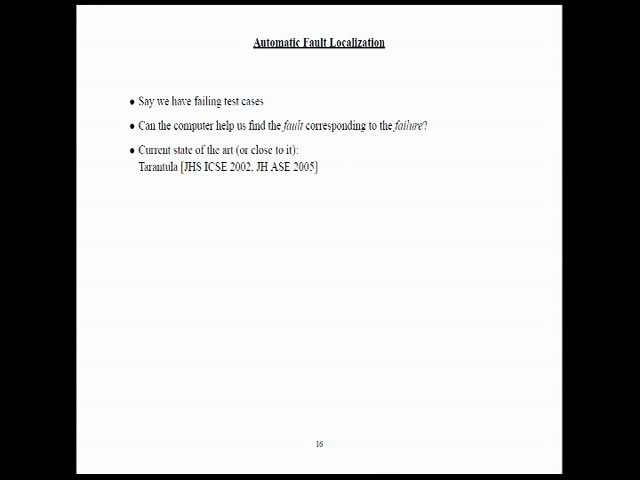 Automatic Fault Localization
• Say we have failing test cases
• Can the computer help us find the fault corresponding to the failure?
• Current state of the art (or close to it):
Tarantula [JHS ICSE 2002, JH ASE 2005]
16